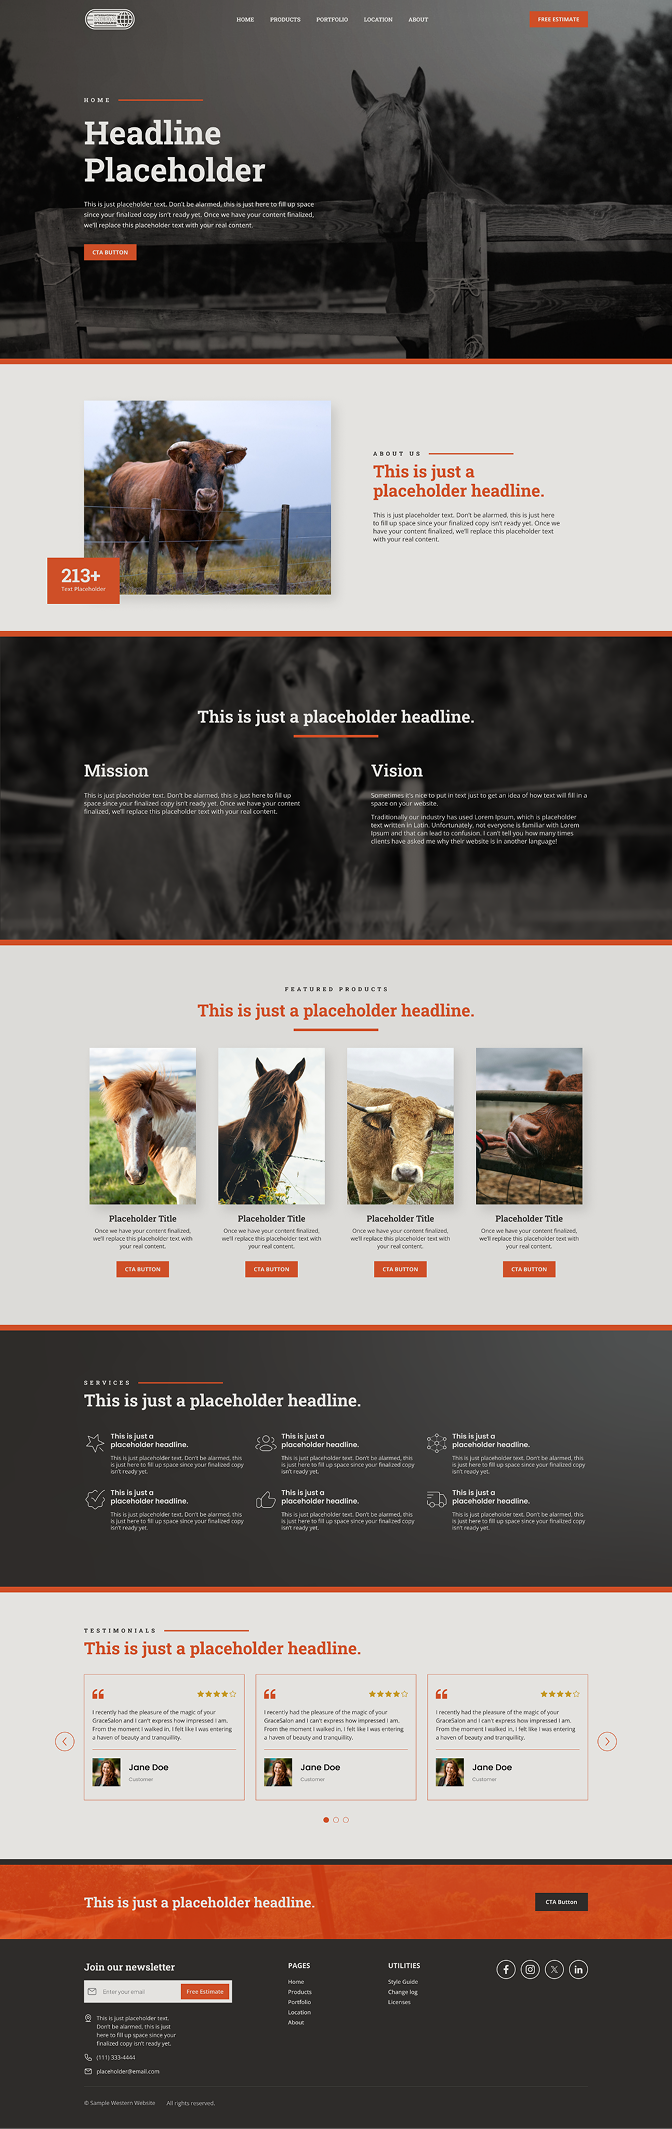 HOME PRODUCTS PORTFOLIO LOCATION ABOUT FREE ESTIMATE
HOME
Headline
Placeholder
This is just placeholder text. Don't be alarmed, this is just here to fill up space
since your finalized copy isn't ready yet. Once we have your content finalized,
we'll replace this placeholder text with your real content.
CTA BUTTON
213+
Text Placeholder
ABOUT US
This is just a
placeholder headline.
This is just placeholder text. Don't be alarmed, this is just here
to fill up space since your finalized copy isn't ready yet. Once we
have your content finalized, we'll replace this placeholder text
with your real content.
This is just a placeholder headline.
Mission
This is just placeholder text. Don't be alarmed, this is just here to fill up
space since your finalized copy isn't ready yet. Once we have your content
finalized, we'll replace this placeholder text with your real content.
Vision
Sometimes it's nice to put in text just to get an idea of how text will fill in a
space on your website.
Traditionally our industry has used Lorem Ipsum, which is placeholder
text written in Latin. Unfortunately, not everyone is familiar with Lorem
Ipsum and that can lead to confusion. I can't tell you how many times
clients have asked me why their website is in another language!
FEATURED PRODUCTS
This is just a placeholder headline.
Placeholder Title
Once we have your content finalized,
we'll replace this placeholder text with
your real content.
CTA BUTTON
Placeholder Title
Once we have your content finalized,
we'll replace this placeholder text with
your real content.
CTA BUTTON
Placeholder Title
Once we have your content finalized,
we'll replace this placeholder text with
your real content.
CTA BUTTON
Placeholder Title
Once we have your content finalized,
we'll replace this placeholder text with
your real content.
CTA BUTTON
SERVICES
This is just a placeholder headline.
This is just a
placeholder headline.
This is just placeholder text. Don't be alarmed, this
is just here to fill up space since your finalized copy
isn't ready yet.
This is just a
placeholder headline.
This is just placeholder text. Don't be alarmed, this
is just here to fill up space since your finalized copy
isn't ready yet.
This is just a
placeholder headline.
This is just placeholder text. Don't be alarmed, this
is just here to fill up space since your finalized copy
isn't ready yet.
This is just a
placeholder headline.
This is just placeholder text. Don't be alarmed, this
is just here to fill up space since your finalized copy
isn't ready yet.
This is just a
placeholder headline.
This is just placeholder text. Don't be alarmed, this
is just here to fill up space since your finalized copy
isn't ready yet.
This is just a
placeholder headline.
This is just placeholder text. Don't be alarmed, this
is just here to fill up space since your finalized copy
isn't ready yet.
TESTIMONIALS
This is just a placeholder headline.
I recently had the pleasure of the magic of your
GraceSalon and I can't express how impressed I am.
From the moment I walked in, I felt like I was entering
a haven of beauty and tranquility.
Jane Doe
Customer
I recently had the pleasure of the magic of your
GraceSalon and I can't express how impressed I am.
From the moment I walked in, I felt like I was entering
a haven of beauty and tranquility.
Jane Doe
Customer
I recently had the pleasure of the magic of your
GraceSalon and I can't express how impressed I am.
From the moment I walked in, I felt like I was entering
a haven of beauty and tranquility.
Jane Doe
Customer
This is just a placeholder headline.
CTA Button
Join our newsletter
Enter your email
Free Estimate
This is just placeholder text.
Don't be alarmed, this is just
here to fill up space since your
finalized copy isn't ready yet.
(111) 333-4444
placeholder@email.com
PAGES
Home
Products
Portfolio
Location
About
UTILITIES
Style Guide
Change log
Licenses
© Sample Western Website All rights reserved.